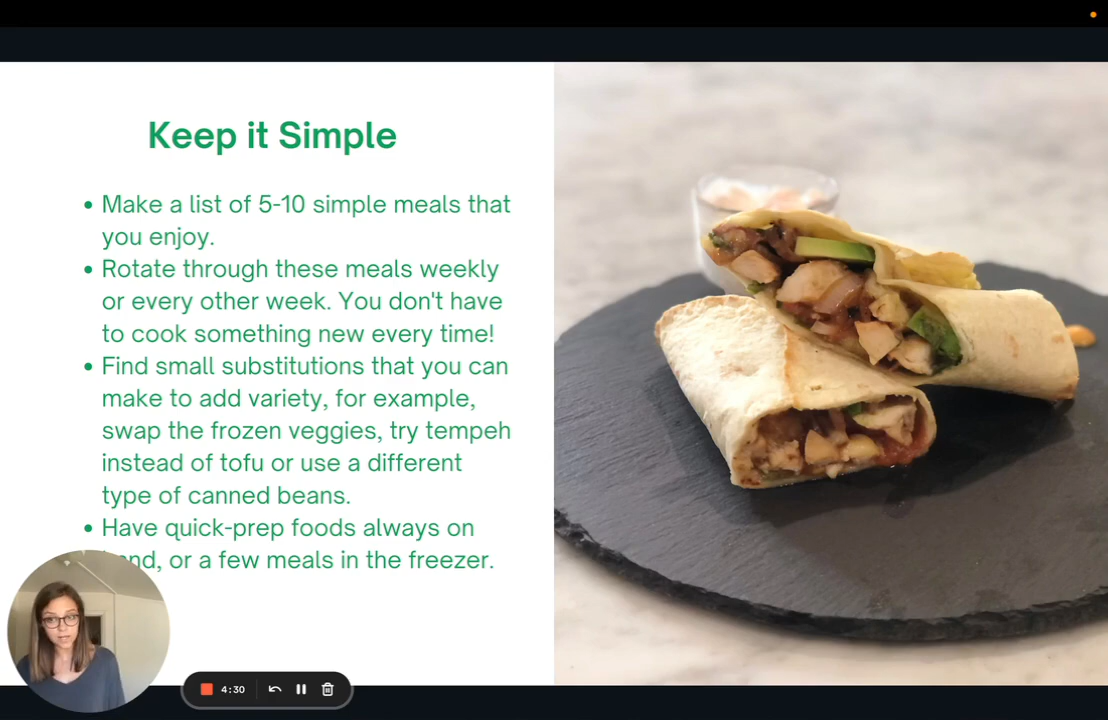 Keep it Simple
Make a list of 5-10 simple meals that
you enjoy.
Rotate through these meals weekly
or every other week. You don't have
to cook something new every time!
Find small substitutions that you can
make to add variety, for example,
swap the frozen veggies, try tempeh
instead of tofu or use a different
type of canned beans.
Have quick-prep foods always on
or a few meals in the freezer.
4:30